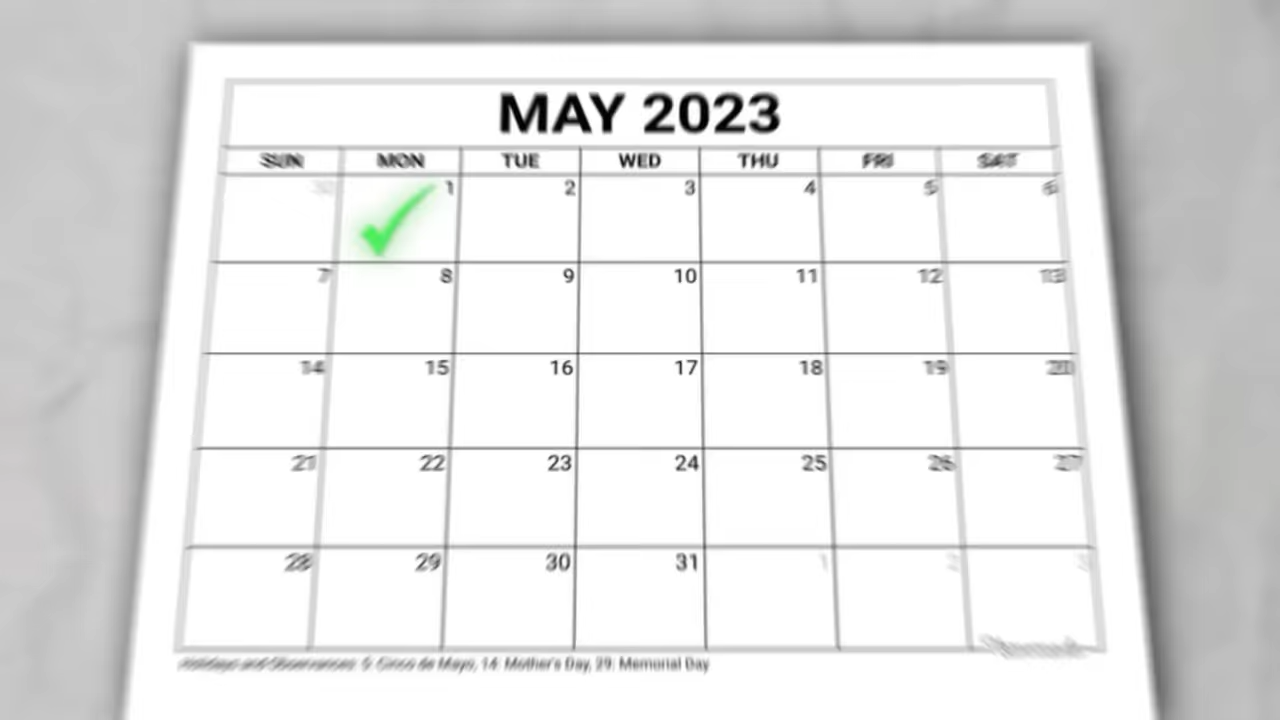 MAY 2023
SUN MON TUE WED THU FRI SAT
30 1 2 3 4 5 6
7 8 9 10 11 12 13
14 15 16 17 18 19 20
21 22 23 24 25 26 27
28 29 30 31 1 2 3
Holidays and Observances: 5: Cinco de Mayo, 14: Mother's Day, 29: Memorial Day